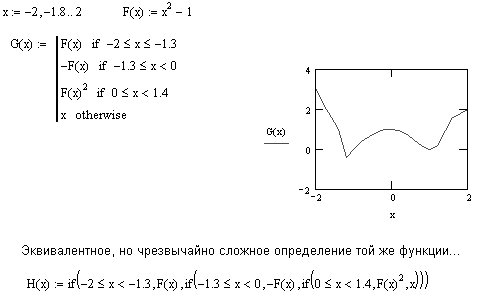 x := −2, −1.8 .. 2 F(x) := x² − 1
G(x) := F(x) if −2 ≤ x ≤ −1.3
−F(x) if −1.3 ≤ x < 0
F(x)² if 0 ≤ x < 1.4
x otherwise
4
2
G(x)
0
−2
−2 0 2
x
Эквивалентное, но чрезвычайно сложное определение той же функции...
H(x) := if(−2 ≤ x < −1.3, F(x), if(−1.3 ≤ x < 0, −F(x), if(0 ≤ x < 1.4, F(x)², x)))